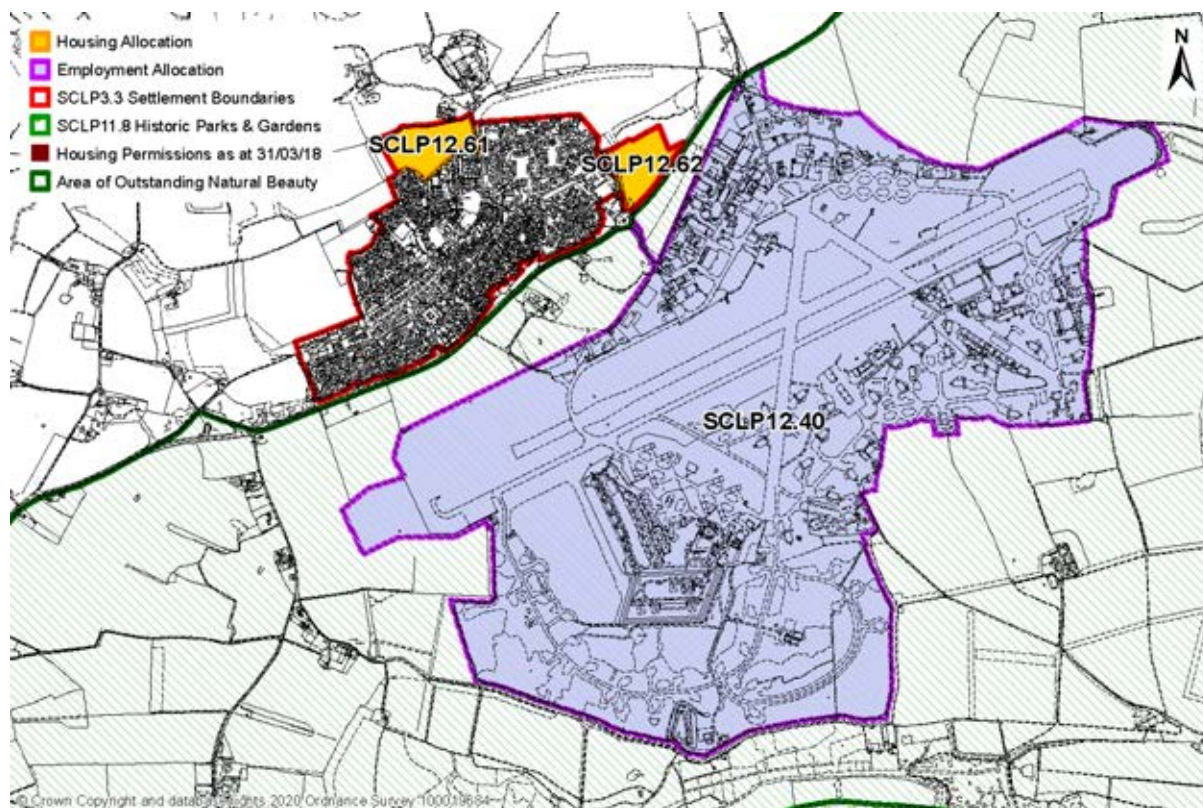 Housing Allocation
Employment Allocation
SCLP3.3 Settlement Boundaries
SCLP11.8 Historic Parks & Gardens
Housing Permissions as at 31/03/18
Area of Outstanding Natural Beauty
N
SCLP12.61
SCLP12.62
SCLP12.40
© Crown Copyright and database rights 2020 Ordnance Survey 100019684